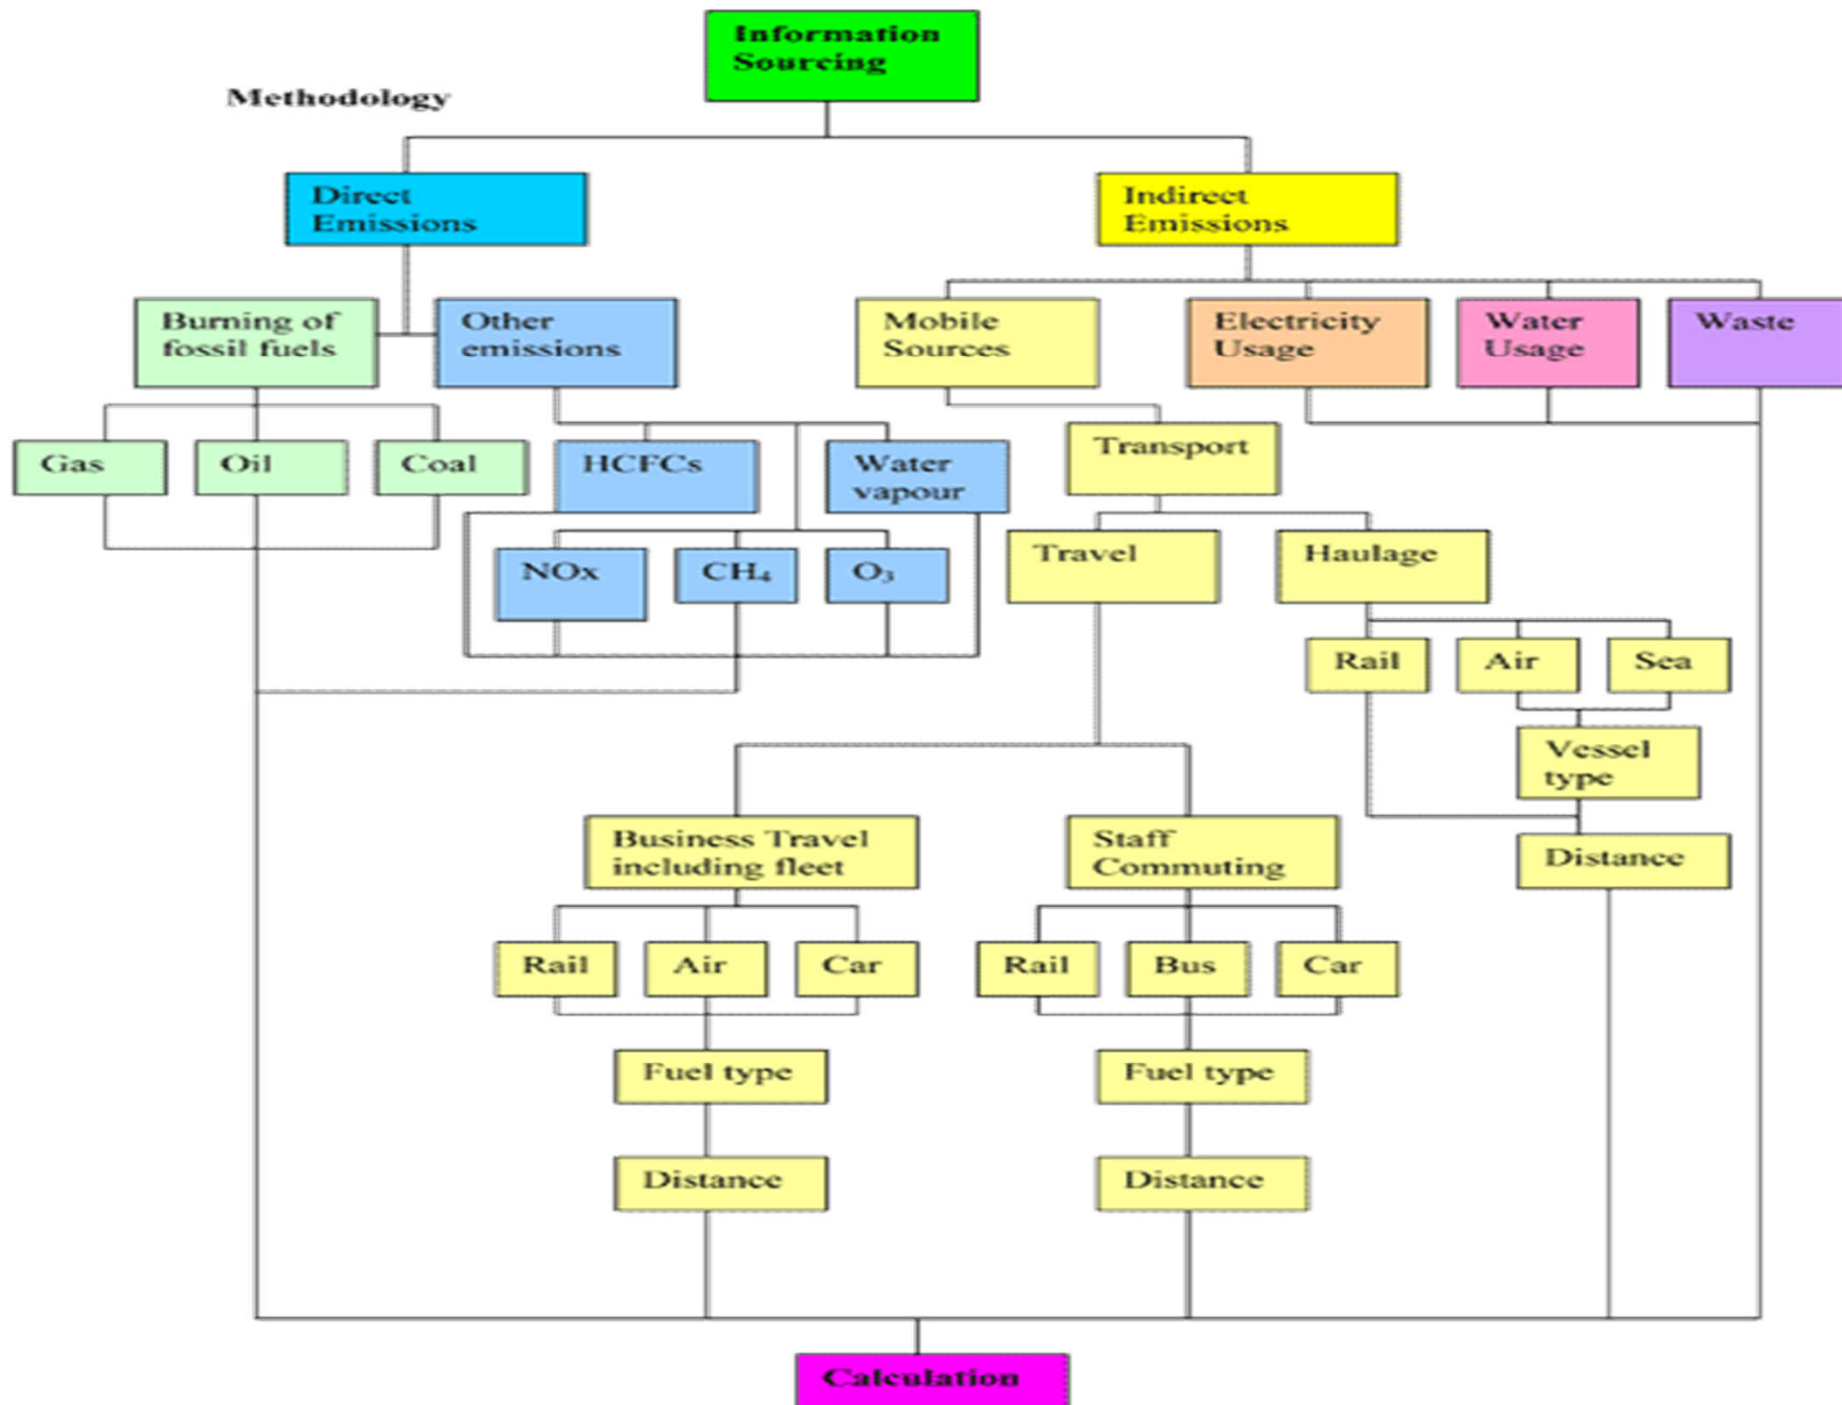 Information
Sourcing
Methodology
Direct
Emissions
Indirect
Emissions
Burning of
fossil fuels
Other
emissions
Mobile
Sources
Electricity
Usage
Water
Usage
Waste
Gas
Oil
Coal
HCFCs
Water
vapour
Transport
NOx
CH₄
O₃
Travel
Haulage
Rail
Air
Sea
Vessel
type
Business Travel
including fleet
Staff
Commuting
Distance
Rail
Air
Car
Rail
Bus
Car
Fuel type
Fuel type
Distance
Distance
Calculation